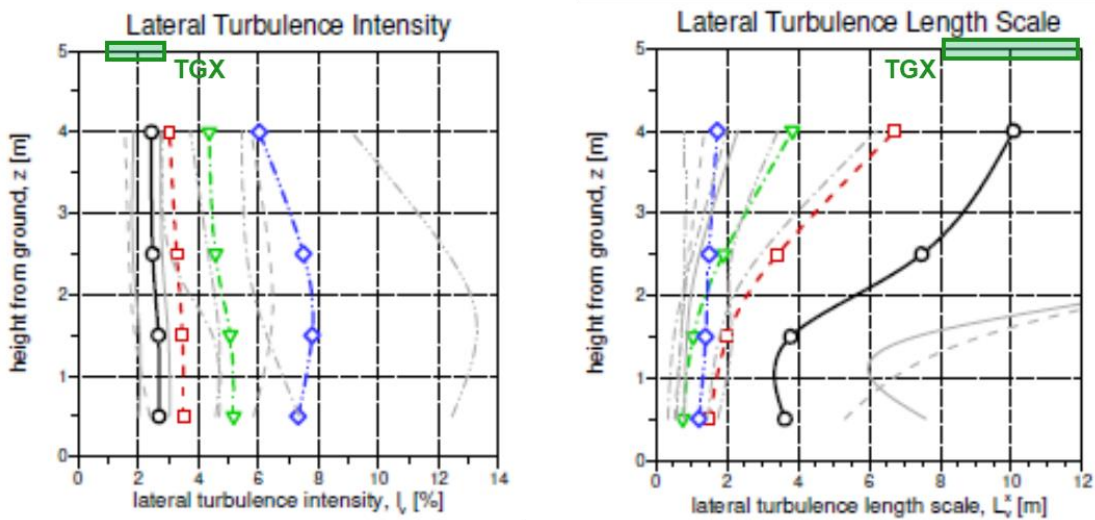 Lateral Turbulence Intensity
TGX
height from ground, z [m]
5
4
3
2
1
0
0 2 4 6 8 10 12 14
lateral turbulence intensity, Iv [%]
Lateral Turbulence Length Scale
TGX
height from ground, z [m]
5
4
3
2
1
0
0 2 4 6 8 10 12
lateral turbulence length scale, Lvx [m]